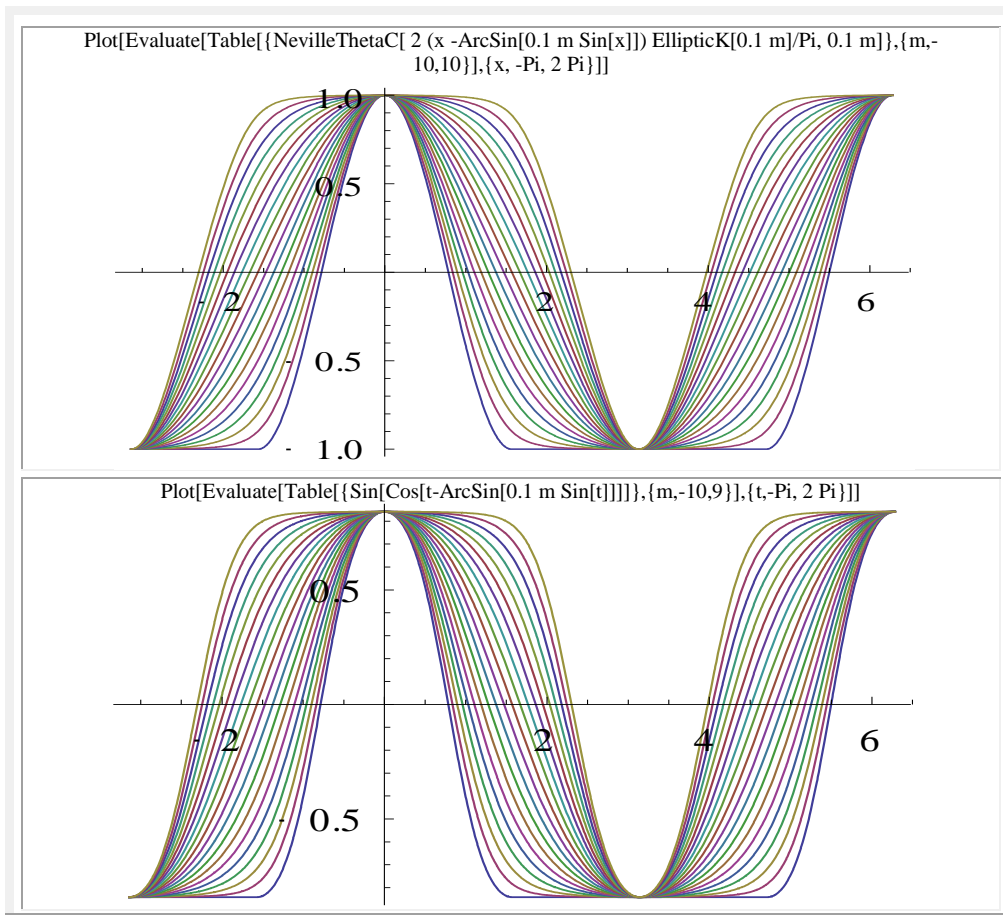 Plot[Evaluate[Table[{NevilleThetaC[ 2 (x -ArcSin[0.1 m Sin[x]]) EllipticK[0.1 m]/Pi, 0.1 m]},{m,-
10,10}],{x, -Pi, 2 Pi}]]
1.0
0.5
- 2 2 4 6
- 0.5
- 1.0
Plot[Evaluate[Table[{Sin[Cos[t-ArcSin[0.1 m Sin[t]]]]},{m,-10,9}],{t,-Pi, 2 Pi}]]
0.5
- 2 2 4 6
- 0.5